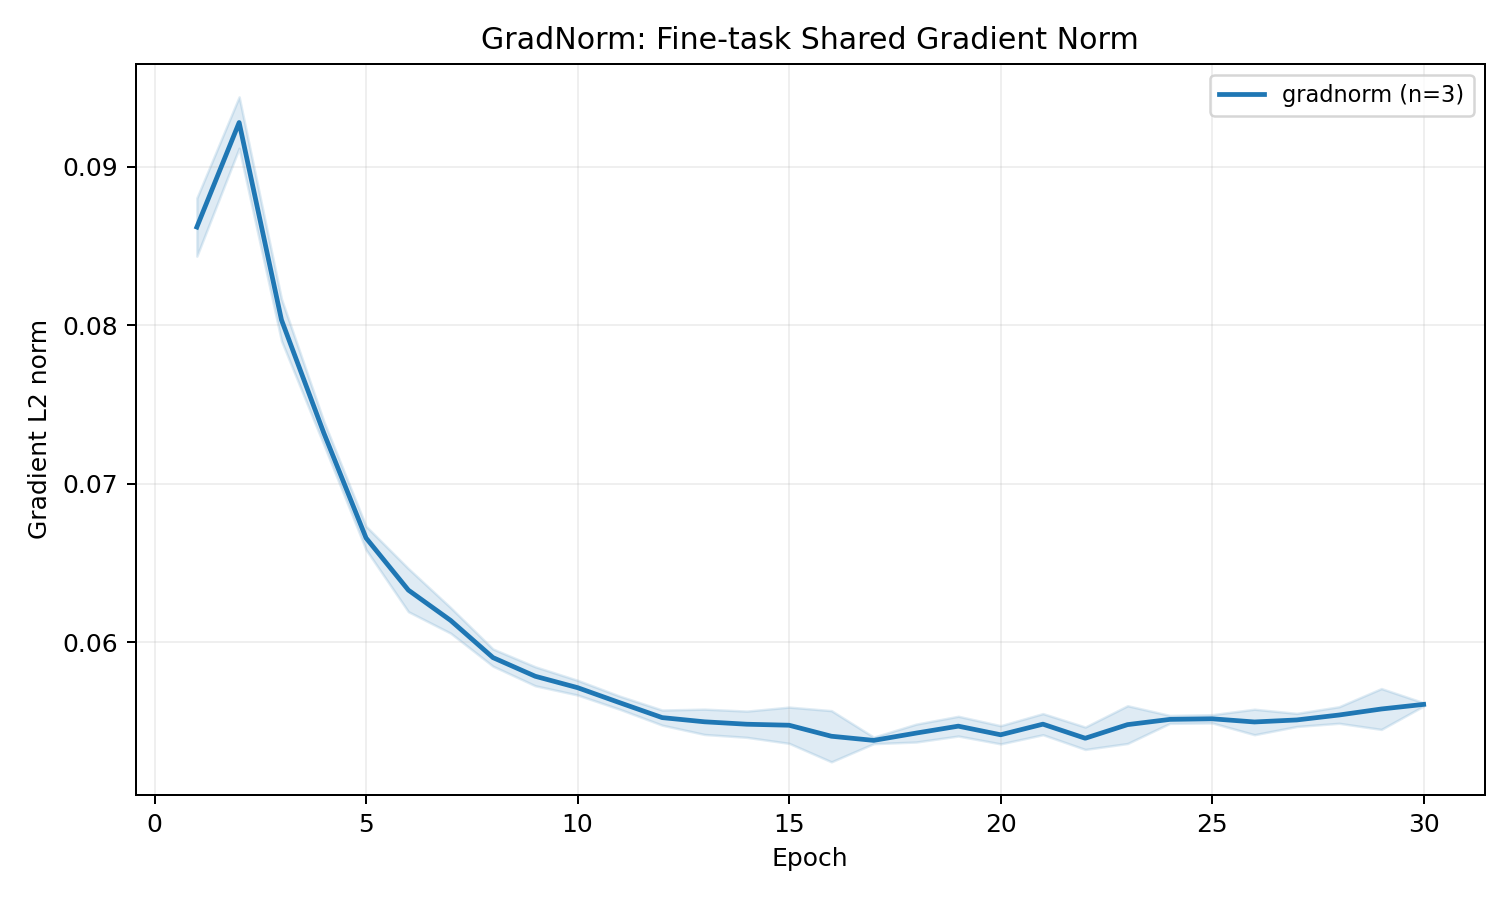 GradNorm: Fine-task Shared Gradient Norm
gradnorm (n=3)
Gradient L2 norm
0.09
0.08
0.07
0.06
0 5 10 15 20 25 30
Epoch